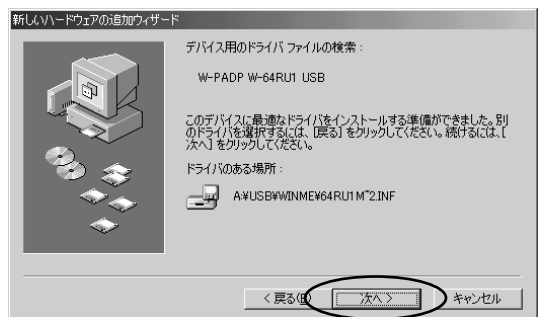 新しいハードウェアの追加ウィザード
デバイス用のドライバ ファイルの検索：
W-PADP W-64RU1 USB
このデバイスに最適なドライバをインストールする準備ができました。別
のドライバを選択するには、[戻る] をクリックしてください。続けるには、[
次へ] をクリックしてください。
ドライバのある場所：
A:¥USB¥WINME¥64RU1M~2.INF
< 戻る(B) 次へ > キャンセル